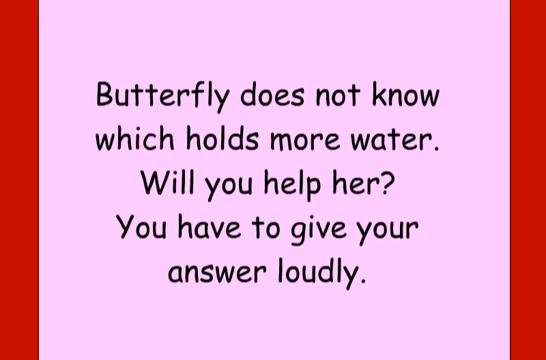 Butterfly does not know
which holds more water.
Will you help her?
You have to give your
answer loudly.